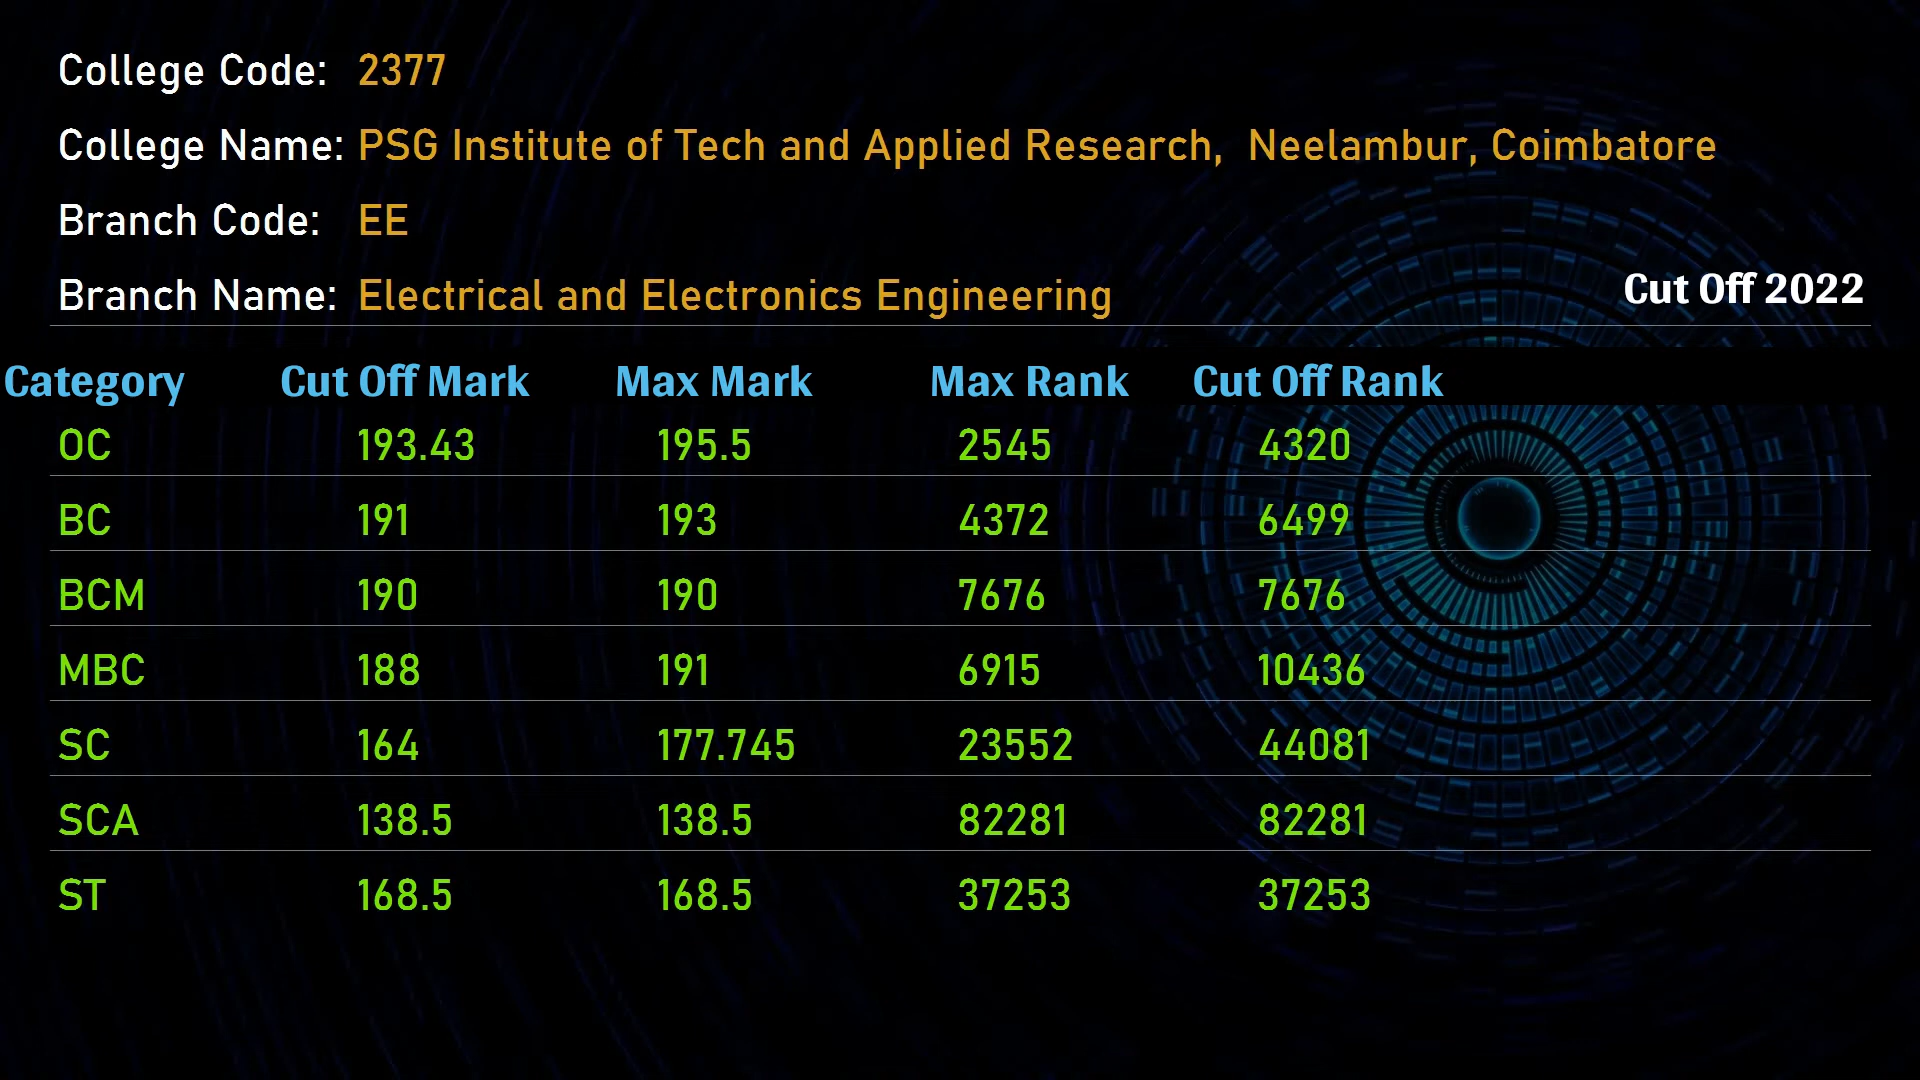 College Code: 2377
College Name: PSG Institute of Tech and Applied Research, Neelambur, Coimbatore
Branch Code: EE
Branch Name: Electrical and Electronics Engineering
Cut Off 2022
Category Cut Off Mark Max Mark Max Rank Cut Off Rank
OC 193.43 195.5 2545 4320
BC 191 193 4372 6499
BCM 190 190 7676 7676
MBC 188 191 6915 10436
SC 164 177.745 23552 44081
SCA 138.5 138.5 82281 82281
ST 168.5 168.5 37253 37253